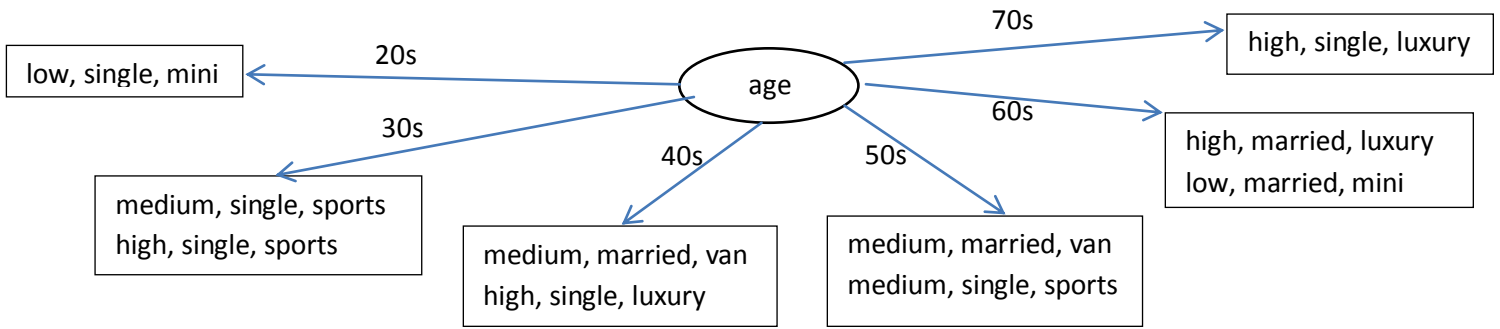 70s
high, single, luxury
20s
low, single, mini
age
60s
30s
high, married, luxury
low, married, mini
40s
50s
medium, single, sports
high, single, sports
medium, married, van
high, single, luxury
medium, married, van
medium, single, sports